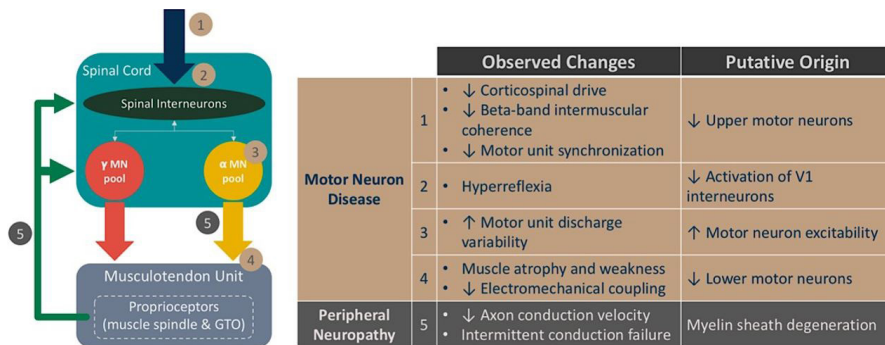 1
Spinal Cord
2
Spinal Interneurons
γ MN
pool
α MN
pool
3
5
5
4
Musculotendon Unit
Proprioceptors
(muscle spindle & GTO)
Observed Changes
Putative Origin
Motor Neuron
Disease
1
• ↓ Corticospinal drive
• ↓ Beta-band intermuscular
coherence
• ↓ Motor unit synchronization
↓ Upper motor neurons
2
• Hyperreflexia
↓ Activation of V1
interneurons
3
• ↑ Motor unit discharge
variability
↑ Motor neuron excitability
4
• Muscle atrophy and weakness
• ↓ Electromechanical coupling
↓ Lower motor neurons
Peripheral
Neuropathy
5
• ↓ Axon conduction velocity
• Intermittent conduction failure
Myelin sheath degeneration